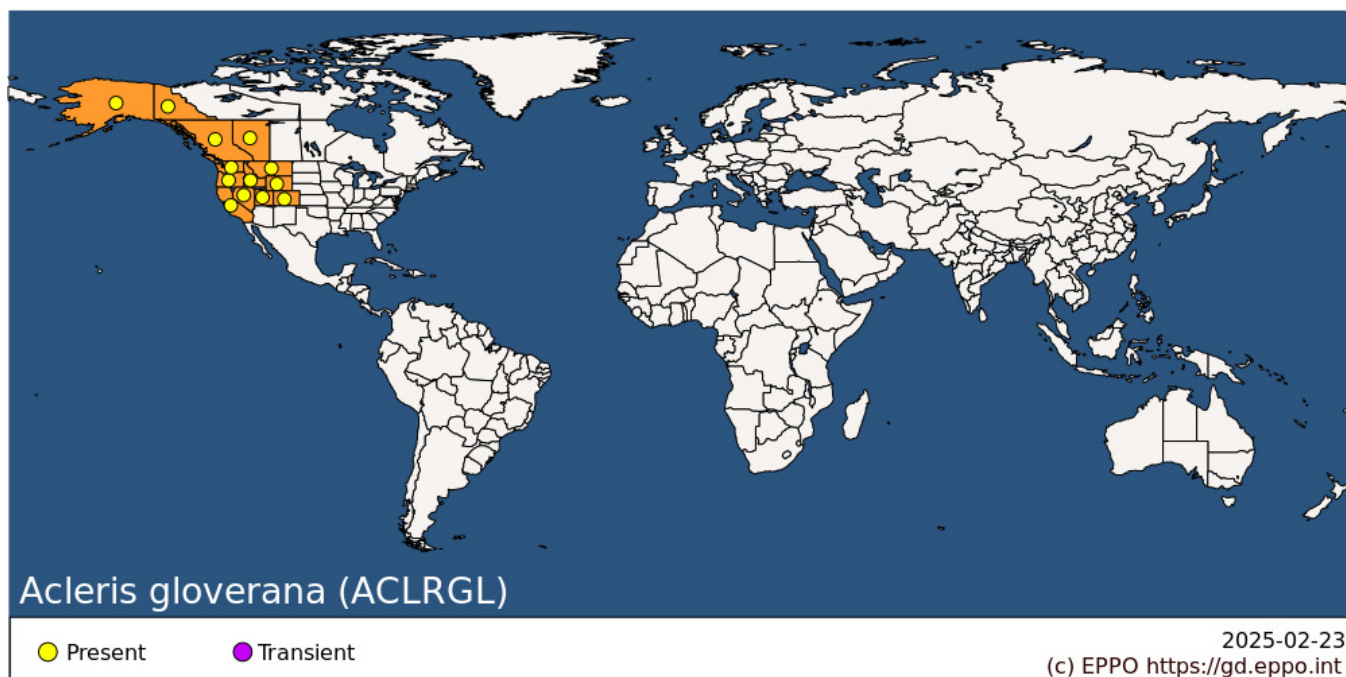 Acleris gloverana (ACLRGL)
Present
Transient
2025-02-23
(c) EPPO https://gd.eppo.int